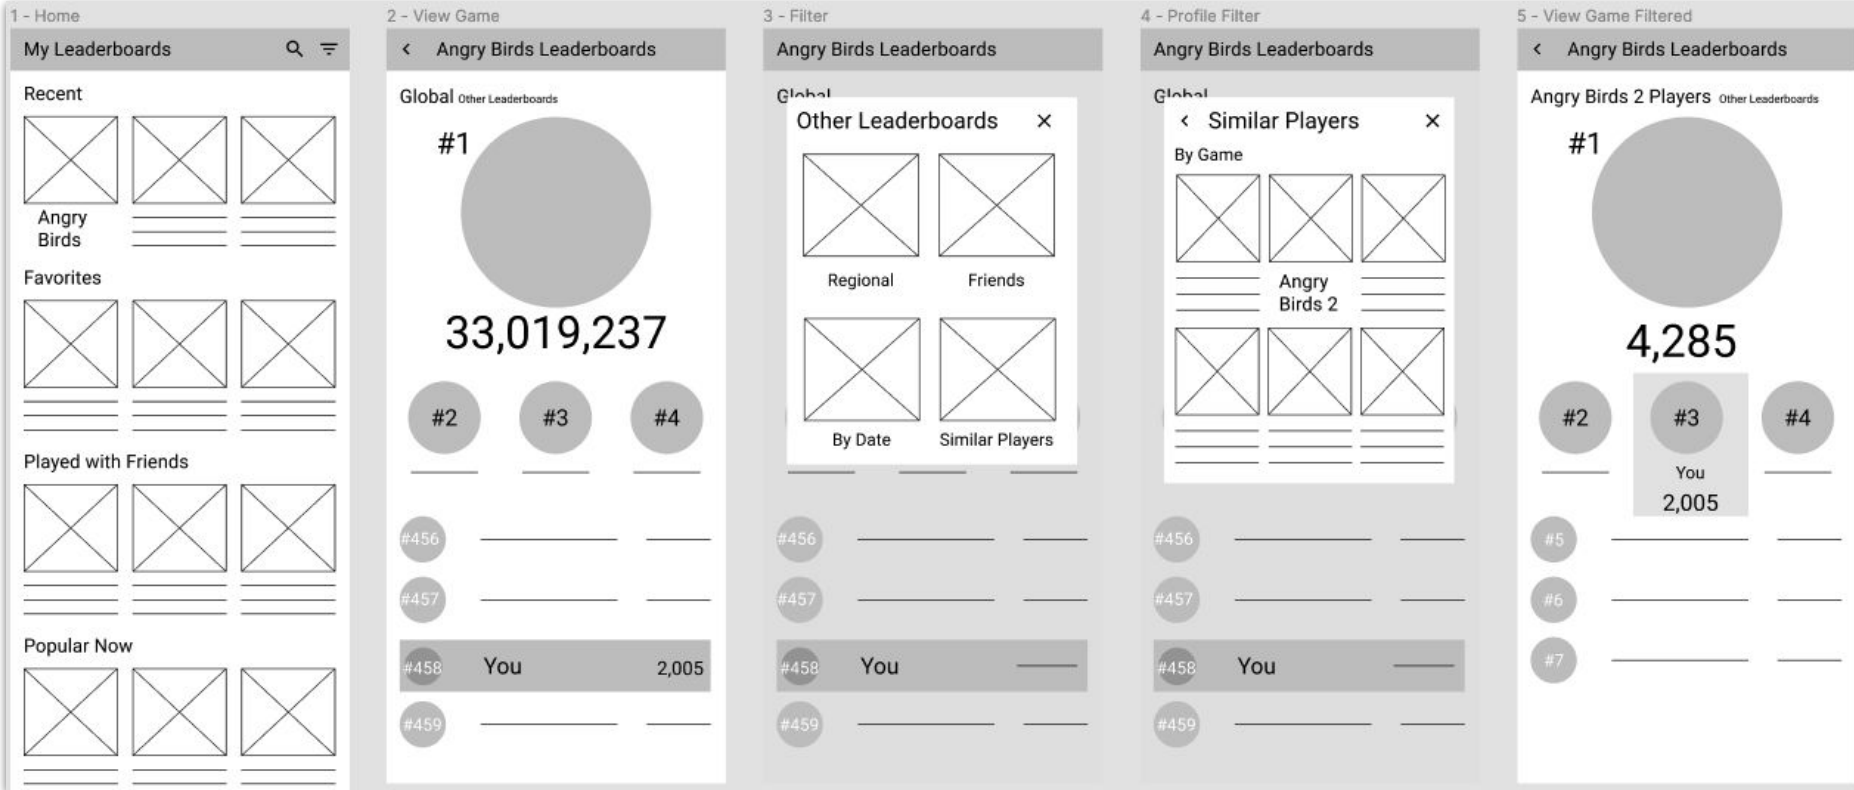 1 - Home
My Leaderboards
Recent
Angry
Birds
Favorites
Played with Friends
Popular Now
2 - View Game
Angry Birds Leaderboards
Global Other Leaderboards
#1
33,019,237
#2 #3 #4
#456
#457
#458 You 2,005
#459
3 - Filter
Angry Birds Leaderboards
Global
Other Leaderboards
Regional Friends
By Date Similar Players
#456
#457
#458 You
#459
4 - Profile Filter
Angry Birds Leaderboards
Global
Similar Players
By Game
Angry
Birds 2
#456
#457
#458 You
#459
5 - View Game Filtered
Angry Birds Leaderboards
Angry Birds 2 Players Other Leaderboards
#1
4,285
#2 #3 #4
You
2,005
#5
#6
#7